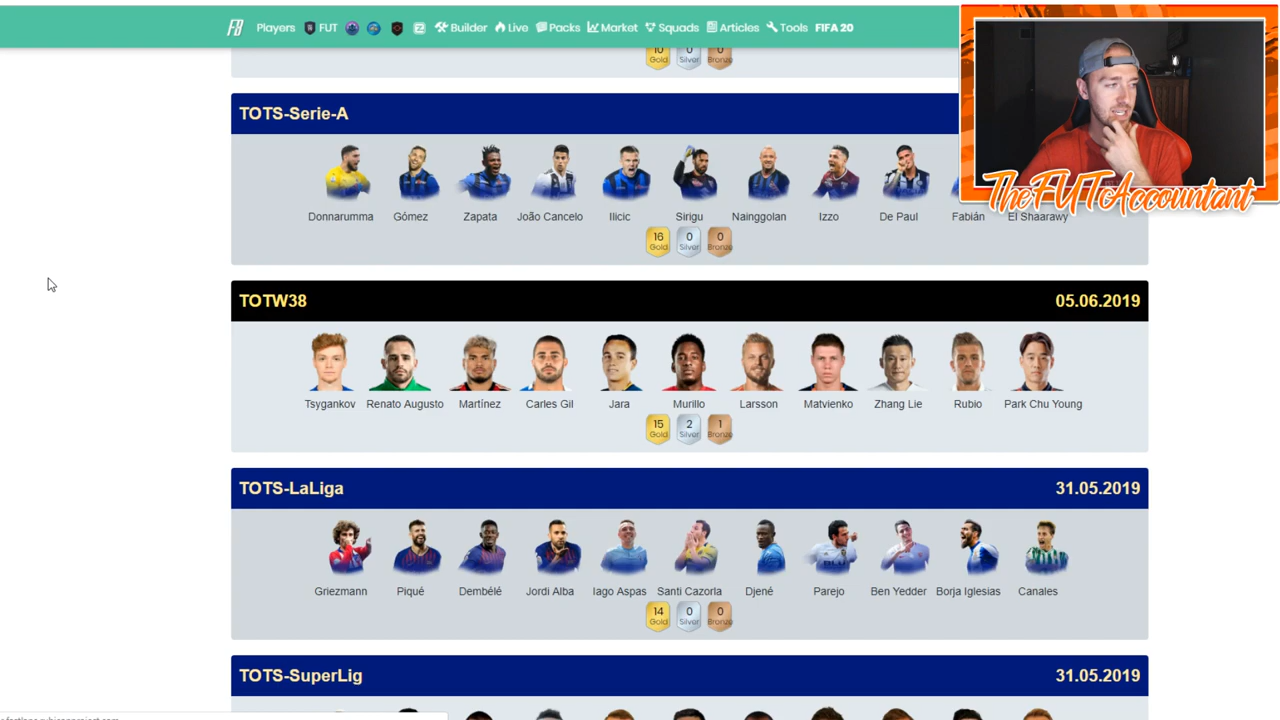 FB Players FUT Builder Live Packs Market Squads Articles Tools FIFA 20
10 0 0
Gold Silver Bronze
TOTS-Serie-A
Donnarumma Gómez Zapata João Cancelo Ilicic Sirigu Nainggolan Izzo De Paul Fabián El Shaarawy
16 0 0
Gold Silver Bronze
TheFUTAccountant
TOTW38 05.06.2019
Tsygankov Renato Augusto Martínez Carles Gil Jara Murillo Larsson Matvienko Zhang Lie Rubio Park Chu Young
15 2 1
Gold Silver Bronze
TOTS-LaLiga 31.05.2019
Griezmann Piqué Dembélé Jordi Alba Iago Aspas Santi Cazorla Djené Parejo Ben Yedder Borja Iglesias Canales
14 0 0
Gold Silver Bronze
TOTS-SuperLig 31.05.2019